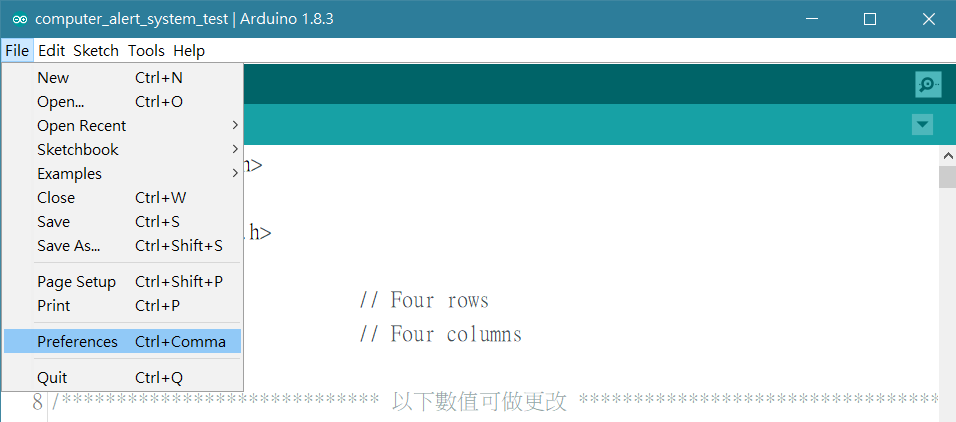 computer_alert_system_test | Arduino 1.8.3
File Edit Sketch Tools Help
New Ctrl+N
Open... Ctrl+O
Open Recent
Sketchbook
Examples
Close Ctrl+W
Save Ctrl+S
Save As... Ctrl+Shift+S
Page Setup Ctrl+Shift+P
Print Ctrl+P
Preferences Ctrl+Comma
Quit Ctrl+Q
h>
.h>
// Four rows
// Four columns
8 /***************************** 以下數值可做更改 *********************************